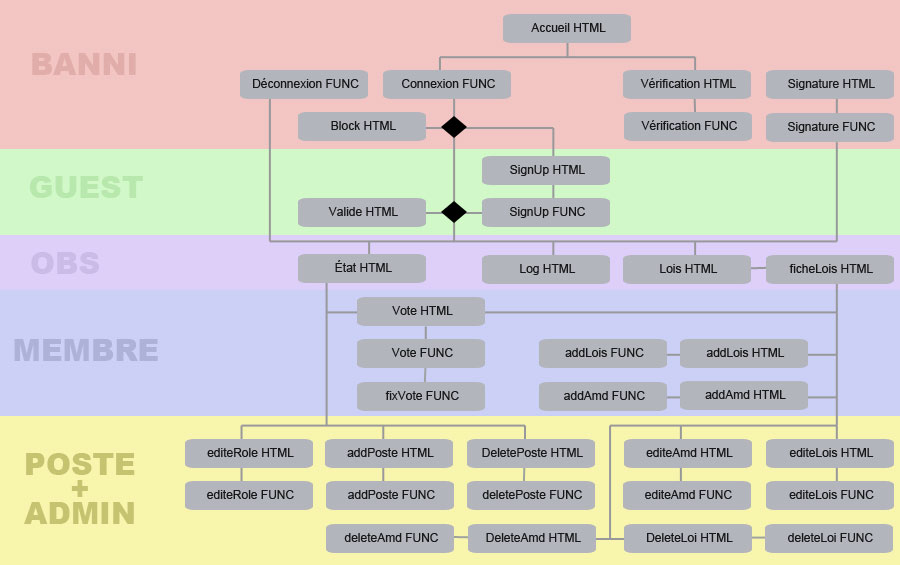 Accueil HTML
BANNI
Déconnexion FUNC
Connexion FUNC
Vérification HTML
Signature HTML
Block HTML
Vérification FUNC
Signature FUNC
GUEST
SignUp HTML
Valide HTML
SignUp FUNC
OBS
État HTML
Log HTML
Lois HTML
ficheLois HTML
MEMBRE
Vote HTML
Vote FUNC
addLois FUNC
addLois HTML
fixVote FUNC
addAmd FUNC
addAmd HTML
POSTE
+
ADMIN
editeRole HTML
addPoste HTML
DeletePoste HTML
editeAmd HTML
editeLois HTML
editeRole FUNC
addPoste FUNC
deletePoste FUNC
editeAmd FUNC
editeLois FUNC
deleteAmd FUNC
DeleteAmd HTML
DeleteLoi HTML
deleteLoi FUNC